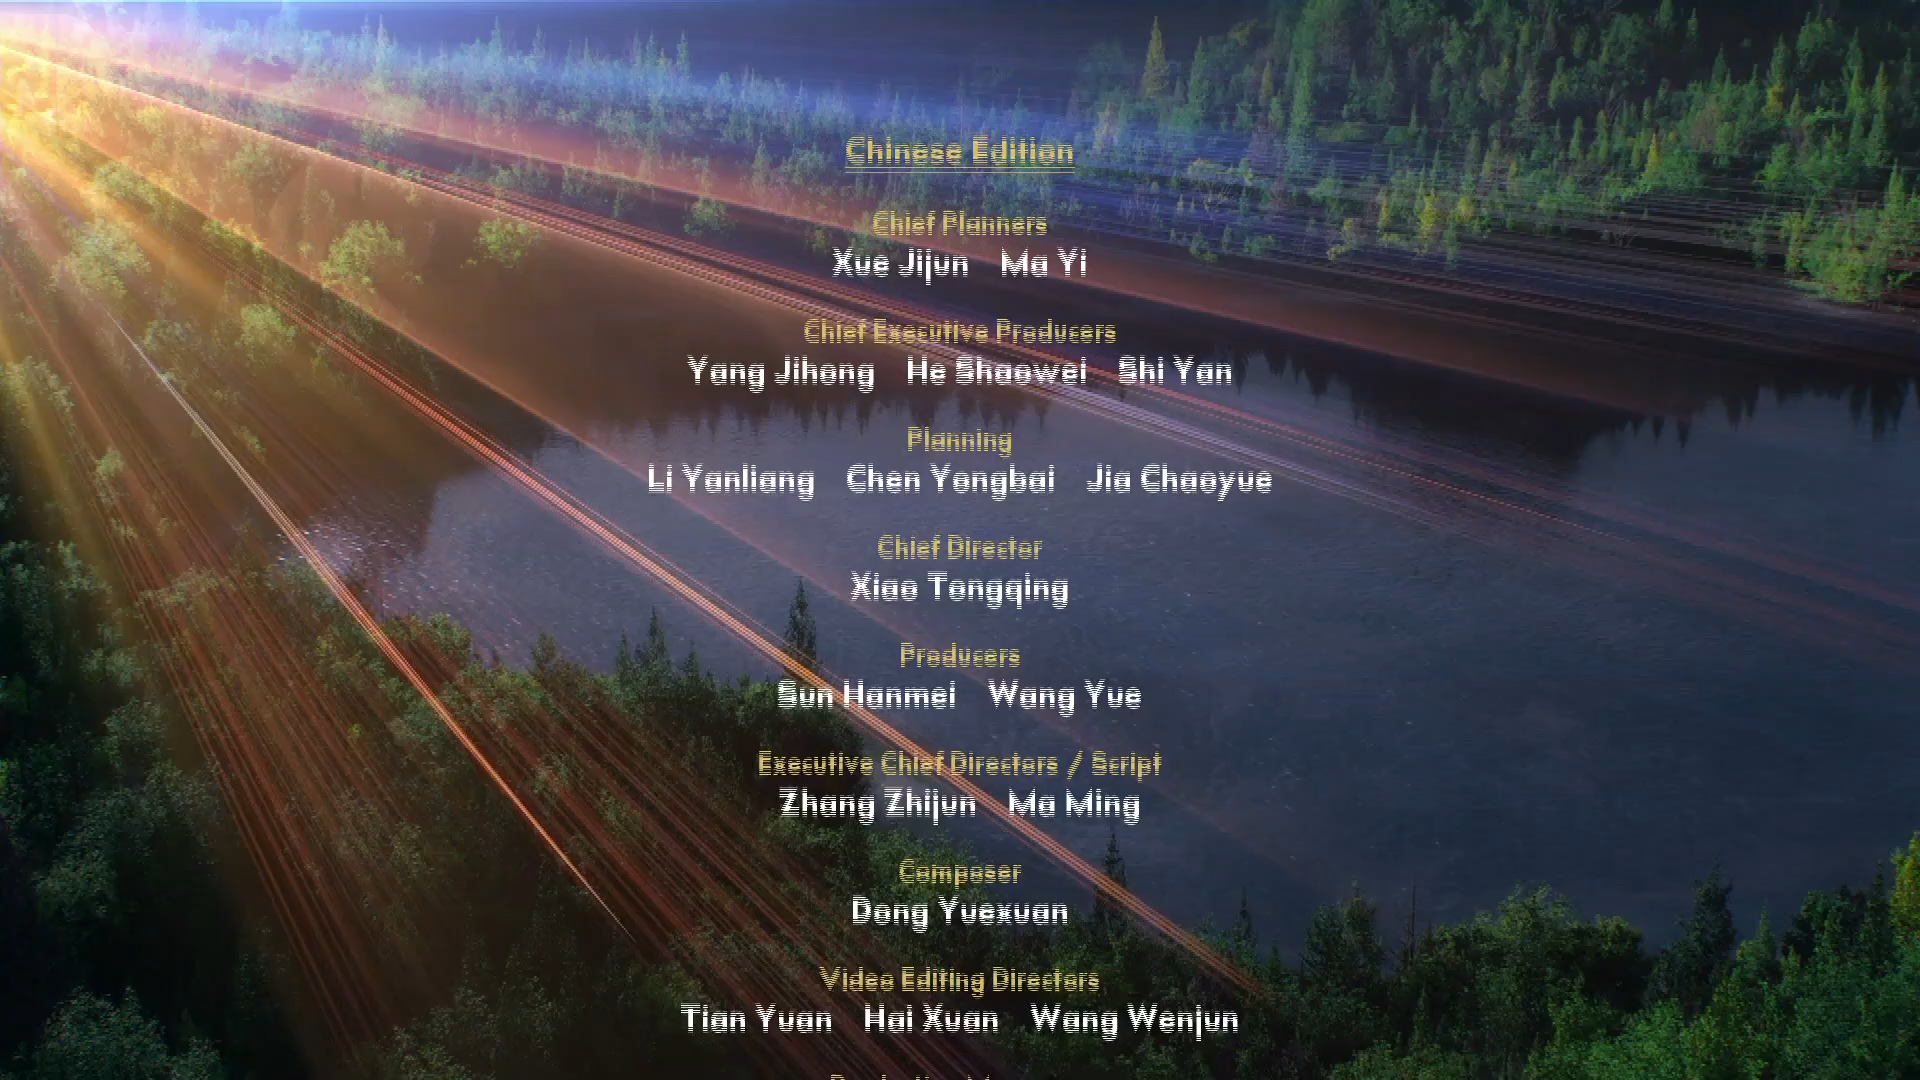 Chinese Edition
Chief Planners
Xue Jijun Ma Yi
Chief Executive Producers
Yang Jihong He Shaowei Shi Yan
Planning
Li Yanliang Chen Yongbai Jia Chaoyue
Chief Director
Xiao Tongqing
Producers
Sun Hanmei Wang Yue
Executive Chief Directors / Script
Zhang Zhijun Ma Ming
Composer
Dong Yuexuan
Video Editing Directors
Tian Yuan Hai Xuan Wang Wenjun